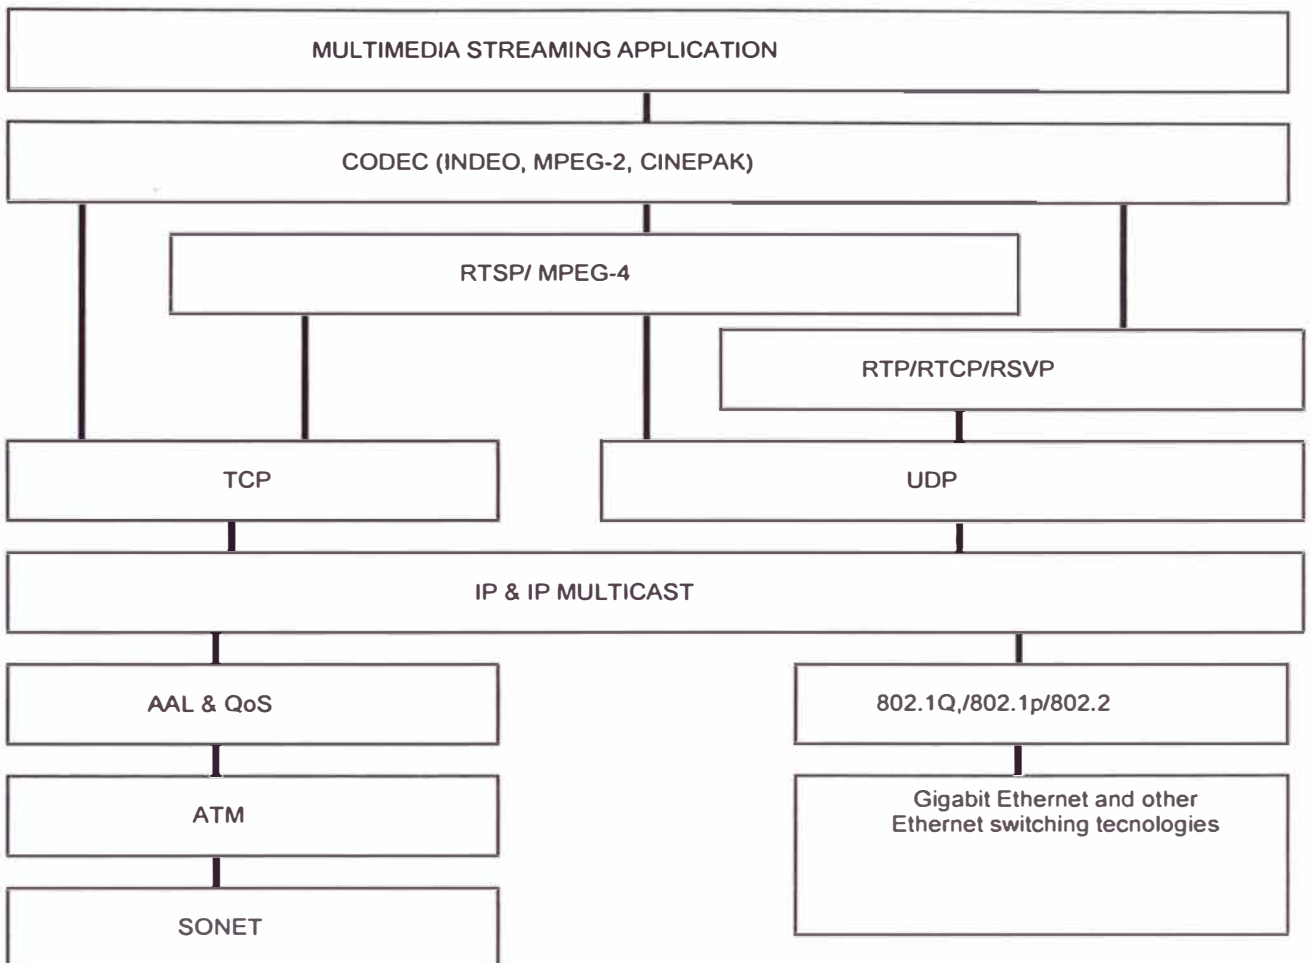 MULTIMEDIA STREAMING APPLICATION
CODEC (INDEO, MPEG-2, CINEPAK)
RTSP/ MPEG-4
RTP/RTCP/RSVP
TCP
UDP
IP & IP MULTICAST
AAL & QoS
802.1Q,/802.1p/802.2
ATM
Gigabit Ethernet and other
Ethernet switching tecnologies
SONET